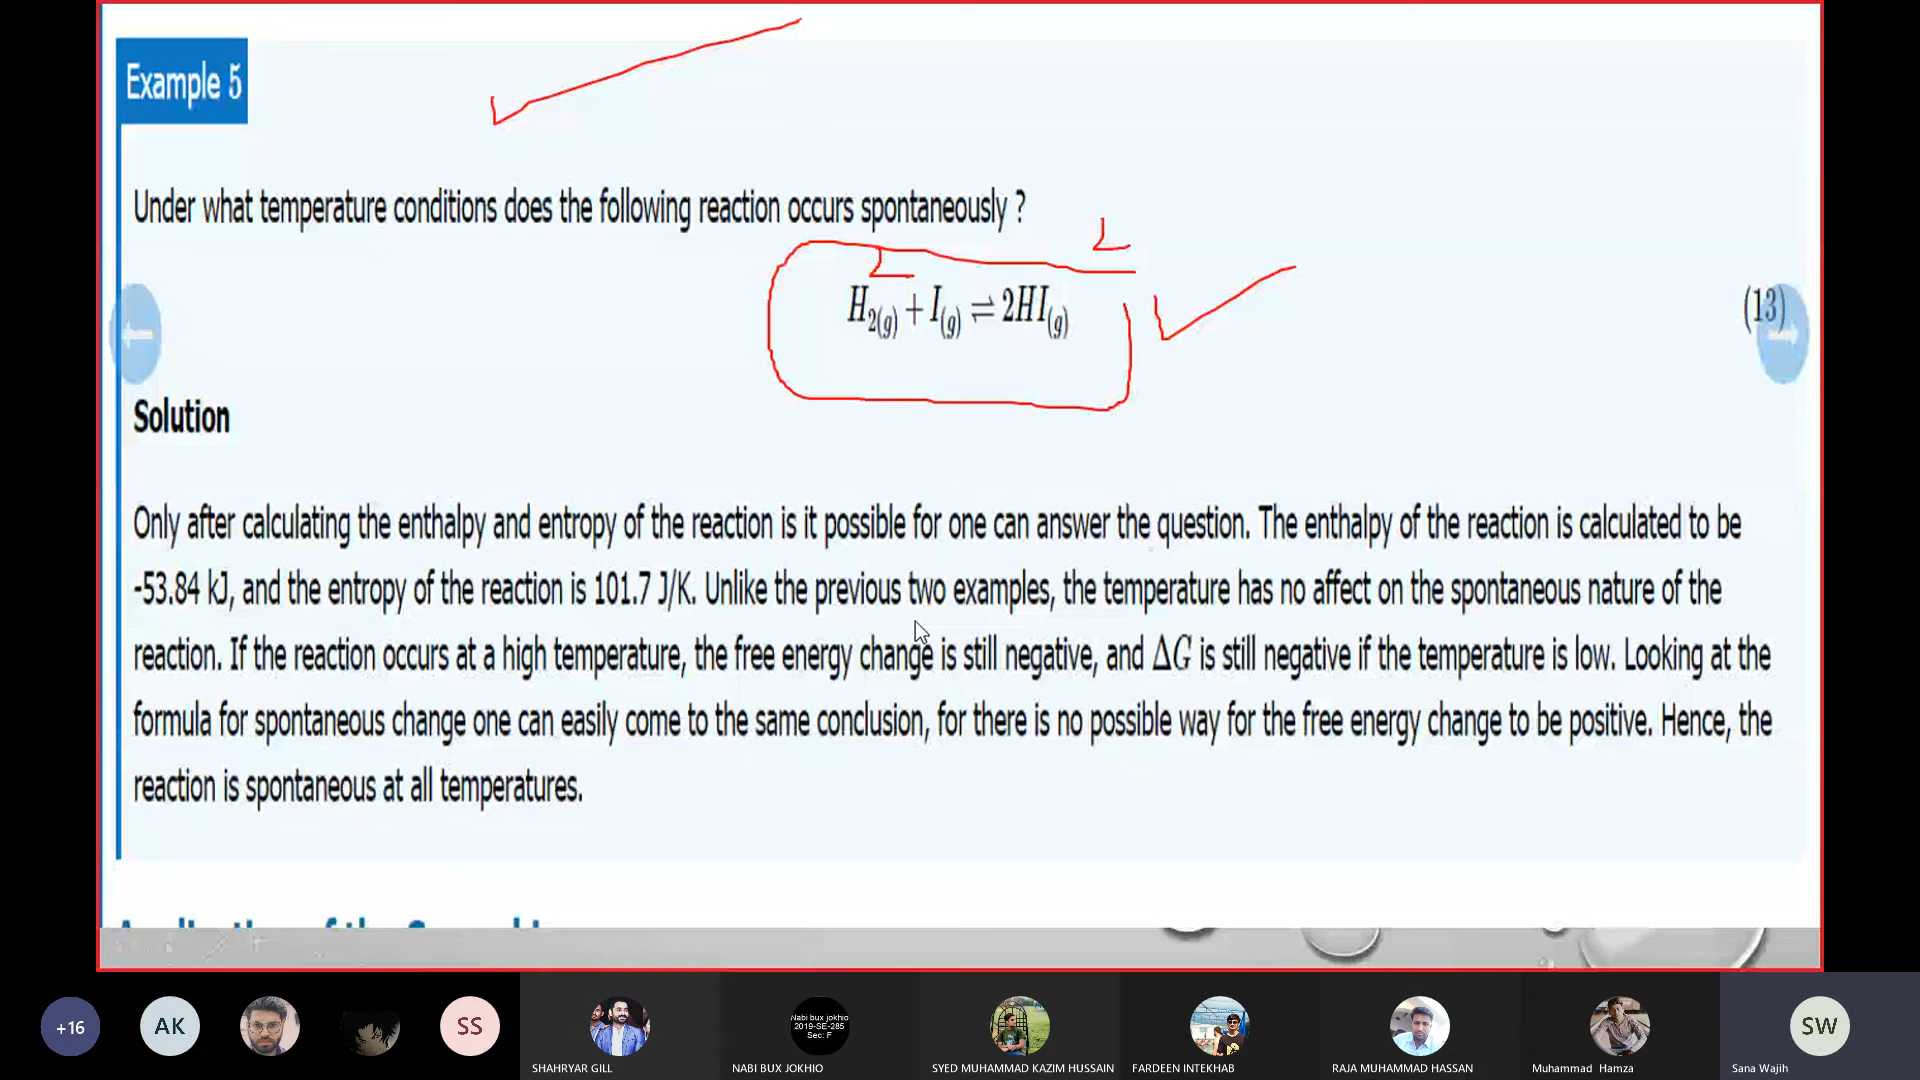 Example 5
Under what temperature conditions does the following reaction occurs spontaneously ?
H2(g) + I(g) ⇌ 2HI(g)
(13)
Solution
Only after calculating the enthalpy and entropy of the reaction is it possible for one can answer the question. The enthalpy of the reaction is calculated to be
-53.84 kJ, and the entropy of the reaction is 101.7 J/K. Unlike the previous two examples, the temperature has no affect on the spontaneous nature of the
reaction. If the reaction occurs at a high temperature, the free energy change is still negative, and ΔG is still negative if the temperature is low. Looking at the
formula for spontaneous change one can easily come to the same conclusion, for there is no possible way for the free energy change to be positive. Hence, the
reaction is spontaneous at all temperatures.
+16
AK
SS
Nabi bux jokhio
2019-SE-285
Sec: F
SW
SHAHRYAR GILL
NABI BUX JOKHIO
SYED MUHAMMAD KAZIM HUSSAIN
FARDEEN INTEKHAB
RAJA MUHAMMAD HASSAN
Muhammad Hamza
Sana Wajih